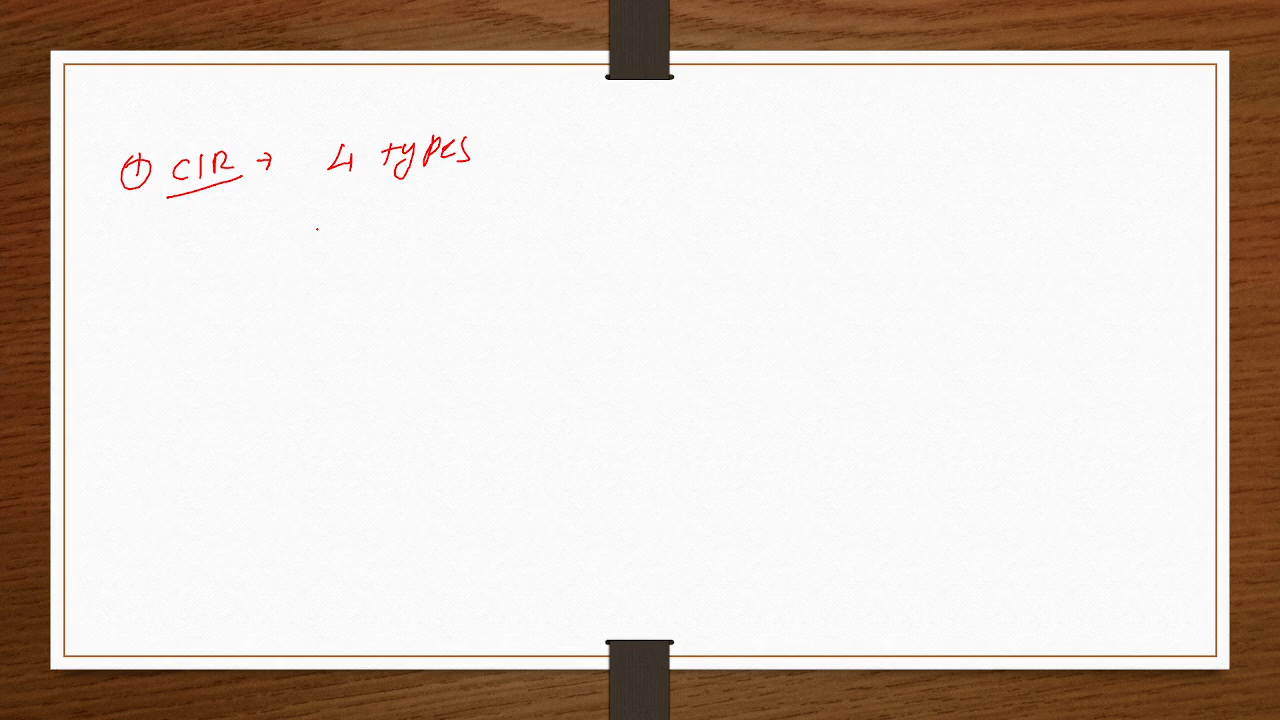 ① CIR → 4 types